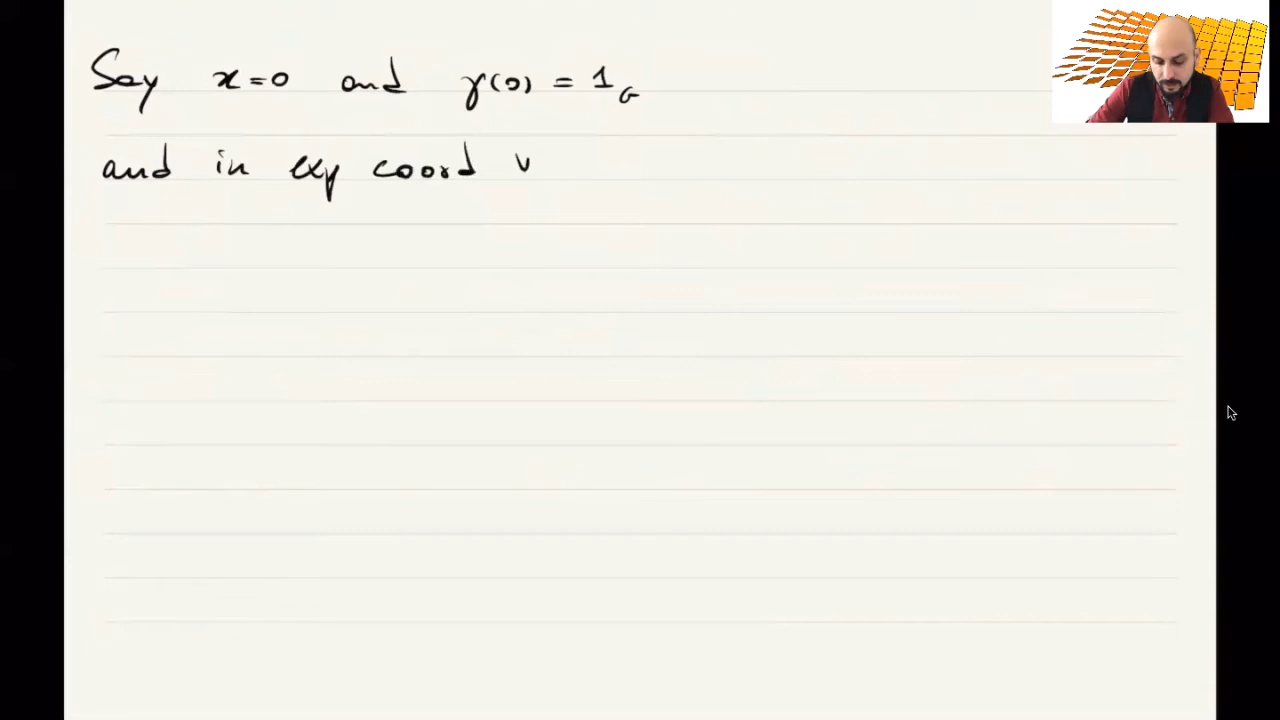 Say x=0 and γ(0) = 1_G
and in exp coord